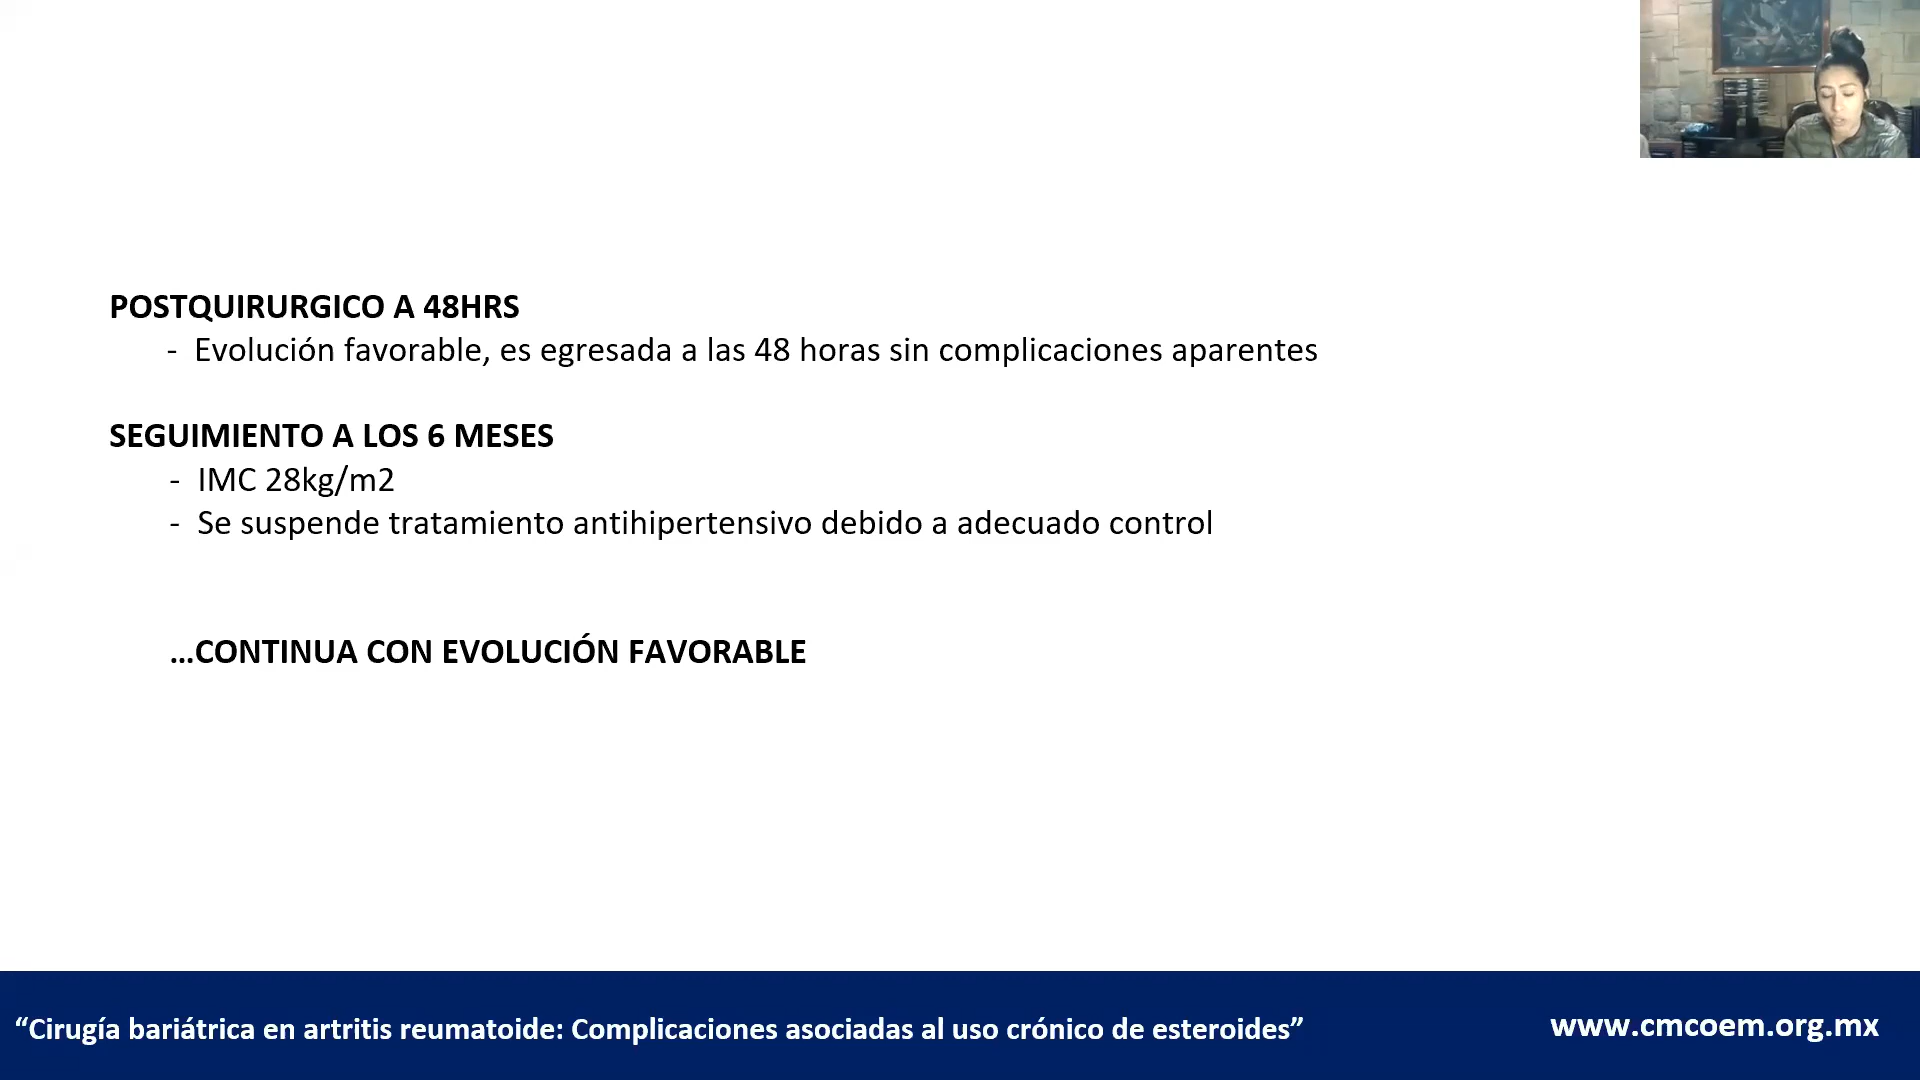 POSTQUIRURGICO A 48HRS
- Evolución favorable, es egresada a las 48 horas sin complicaciones aparentes
SEGUIMIENTO A LOS 6 MESES
- IMC 28kg/m2
- Se suspende tratamiento antihipertensivo debido a adecuado control
…CONTINUA CON EVOLUCIÓN FAVORABLE
“Cirugía bariátrica en artritis reumatoide: Complicaciones asociadas al uso crónico de esteroides”
www.cmcoem.org.mx